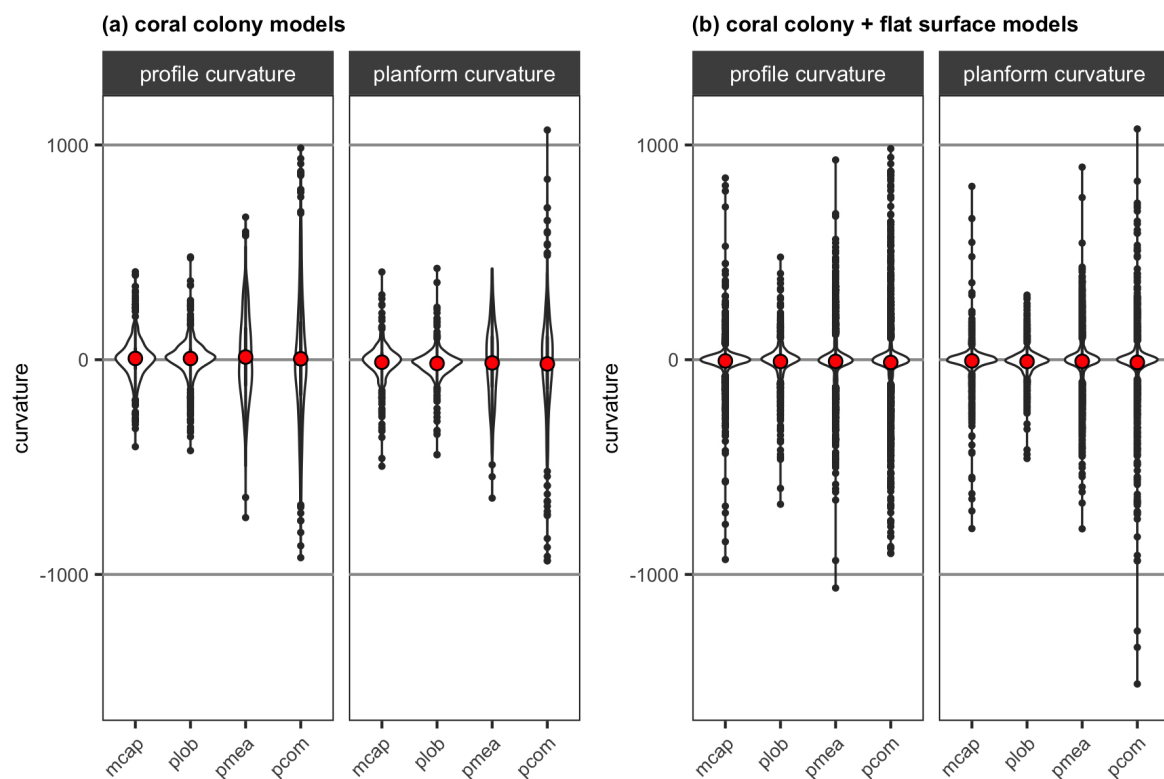 (a) coral colony models
(b) coral colony + flat surface models
profile curvature
planform curvature
profile curvature
planform curvature
curvature
1000
0
-1000
curvature
1000
0
-1000
mcap
plob
pmea
pcom
mcap
plob
pmea
pcom
mcap
plob
pmea
pcom
mcap
plob
pmea
pcom